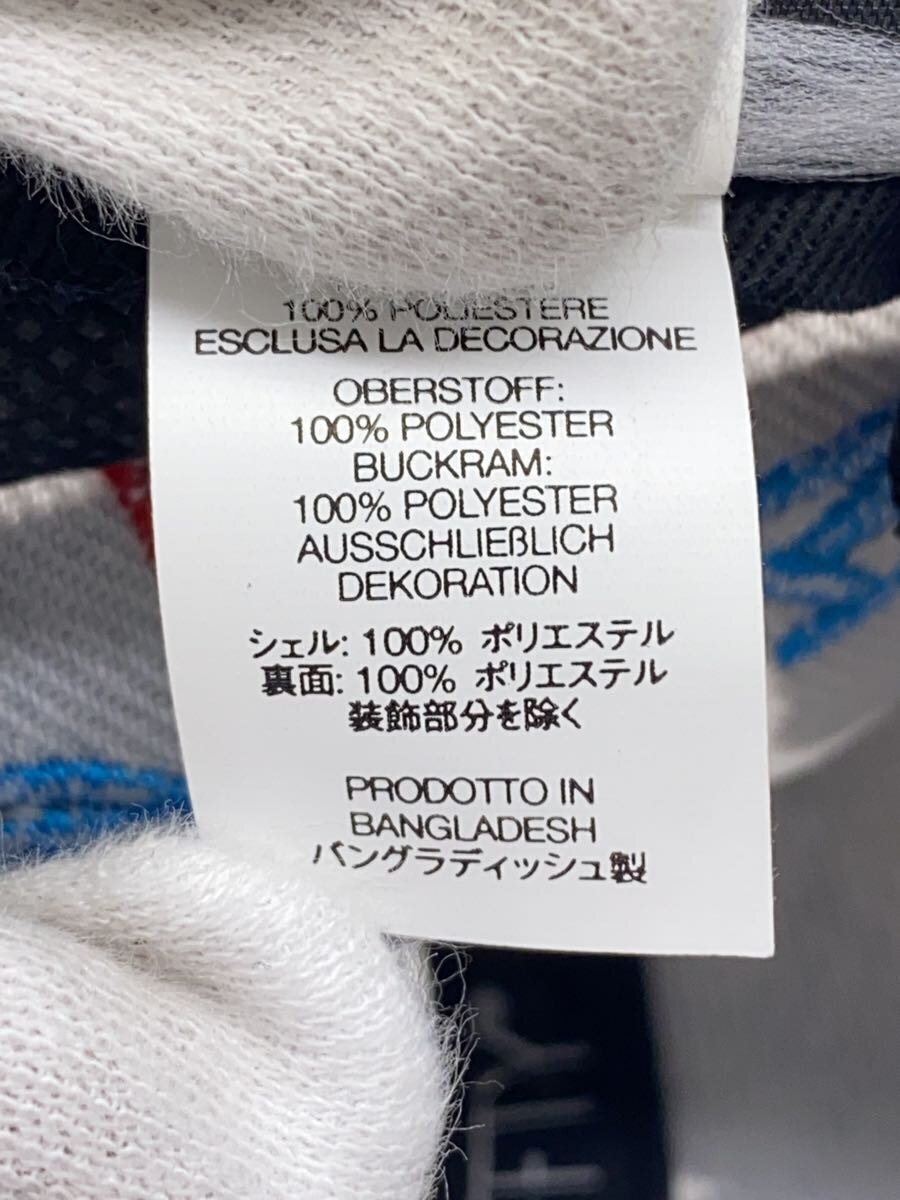 100% POLIESTERE
ESCLUSA LA DECORAZIONE
OBERSTOFF:
100% POLYESTER
BUCKRAM:
100% POLYESTER
AUSSCHLIEßLICH
DEKORATION
シェル: 100% ポリエステル
裏面: 100% ポリエステル
装飾部分を除く
PRODOTTO IN
BANGLADESH
バングラディッシュ製